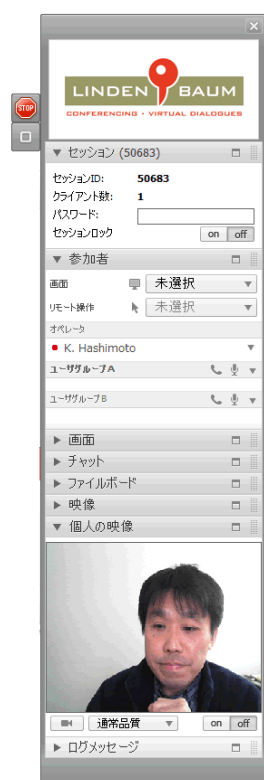 STOP
LINDEN BAUM
CONFERENCING • VIRTUAL DIALOGUES
セッション (50683)
セッションID: 50683
クライアント数: 1
パスワード:
セッションロック on off
参加者
画面 未選択
リモート操作 未選択
オペレータ
K. Hashimoto
ユーザグループA
ユーザグループB
画面
チャット
ファイルボード
映像
個人の映像
通常品質 on off
ログメッセージ